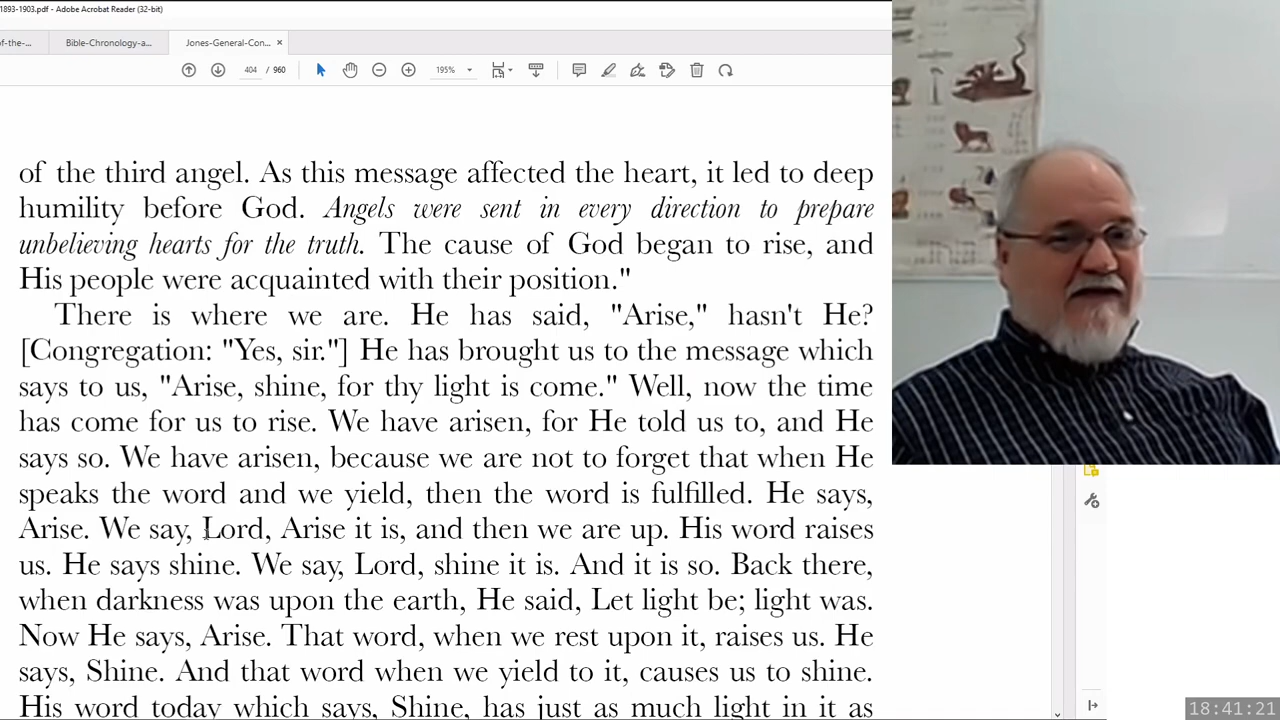 1893-1903.pdf - Adobe Acrobat Reader (32-bit)
of-the-... Bible-Chronology-a... Jones-General-Con... ×
404 / 960 195%
of the third angel. As this message affected the heart, it led to deep
humility before God. Angels were sent in every direction to prepare
unbelieving hearts for the truth. The cause of God began to rise, and
His people were acquainted with their position."
There is where we are. He has said, "Arise," hasn't He?
[Congregation: "Yes, sir."] He has brought us to the message which
says to us, "Arise, shine, for thy light is come." Well, now the time
has come for us to rise. We have arisen, for He told us to, and He
says so. We have arisen, because we are not to forget that when He
speaks the word and we yield, then the word is fulfilled. He says,
Arise. We say, Lord, Arise it is, and then we are up. His word raises
us. He says shine. We say, Lord, shine it is. And it is so. Back there,
when darkness was upon the earth, He said, Let light be; light was.
Now He says, Arise. That word, when we rest upon it, raises us. He
says, Shine. And that word when we yield to it, causes us to shine.
His word today which says, Shine, has just as much light in it as
18:41:21